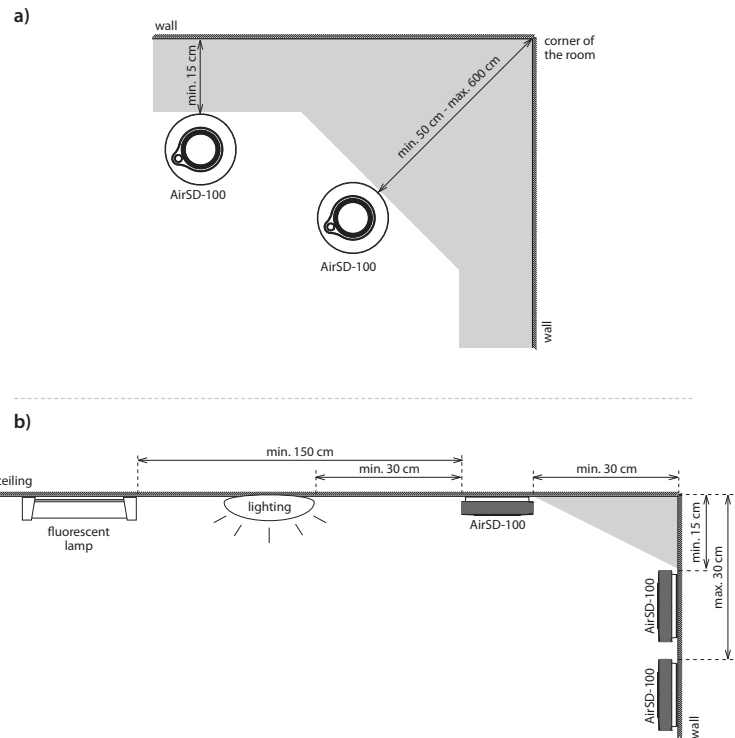 a)
wall
corner of
the room
min. 15 cm
min. 50 cm - max. 600 cm
AirSD-100
AirSD-100
wall
b)
min. 150 cm
ceiling
min. 30 cm
min. 30 cm
lighting
fluorescent
lamp
AirSD-100
min. 15 cm
max. 30 cm
AirSD-100
AirSD-100
wall